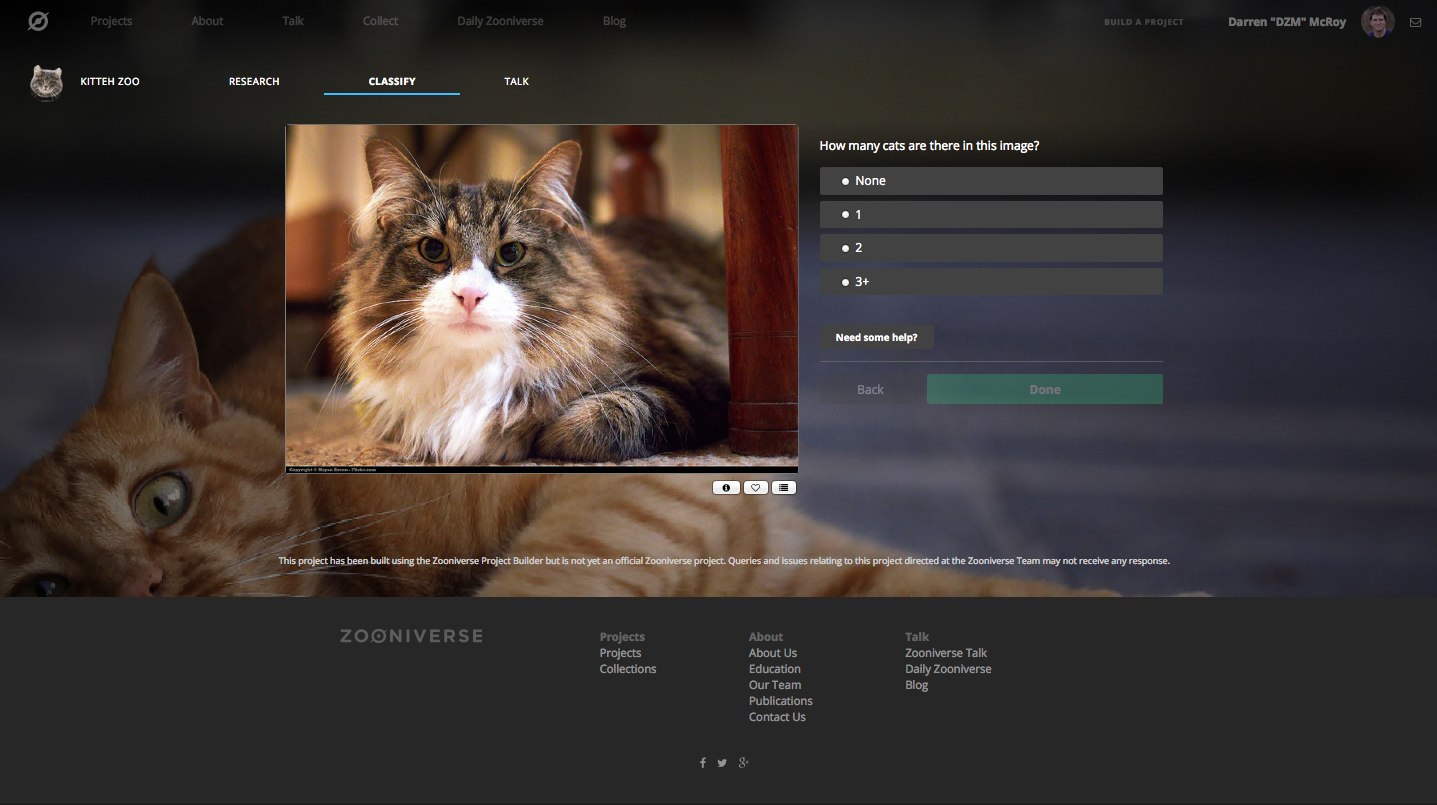 Projects About Talk Collect Daily Zooniverse Blog BUILD A PROJECT Darren "DZM" McRoy
KITTEH ZOO RESEARCH CLASSIFY TALK
How many cats are there in this image?
None
1
2
3+
Need some help?
Back Done
This project has been built using the Zooniverse Project Builder but is not yet an official Zooniverse project. Queries and issues relating to this project directed at the Zooniverse Team may not receive any response.
ZOONIVERSE
Projects
Projects
Collections
About
About Us
Education
Our Team
Publications
Contact Us
Talk
Zooniverse Talk
Daily Zooniverse
Blog